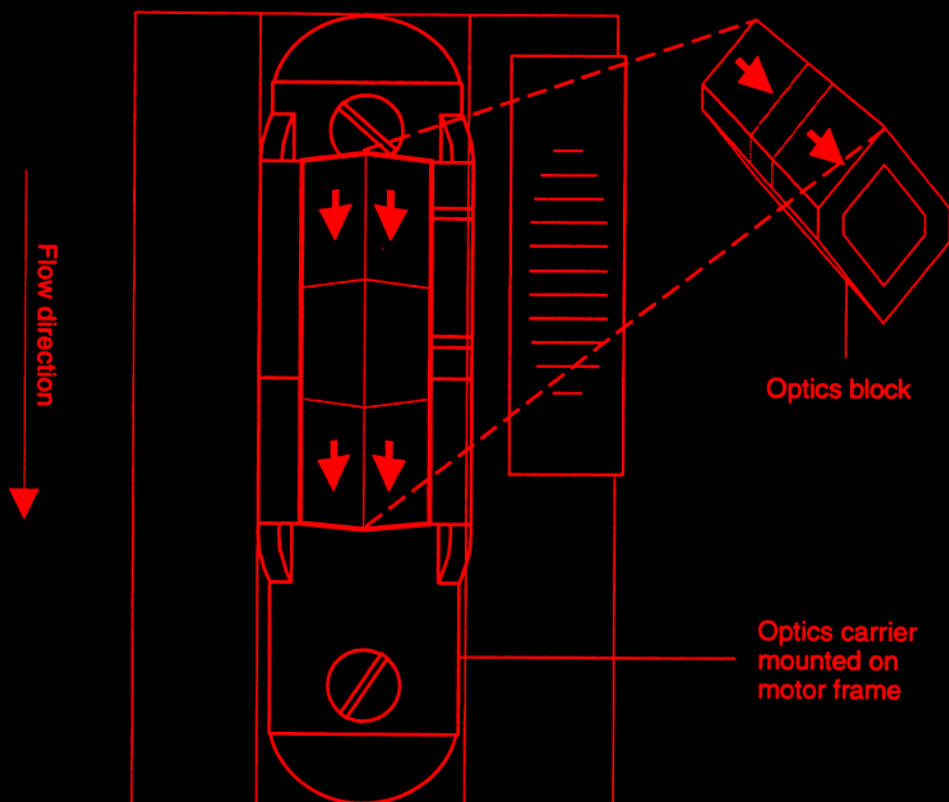 Flow direction
Optics block
Optics carrier
mounted on
motor frame